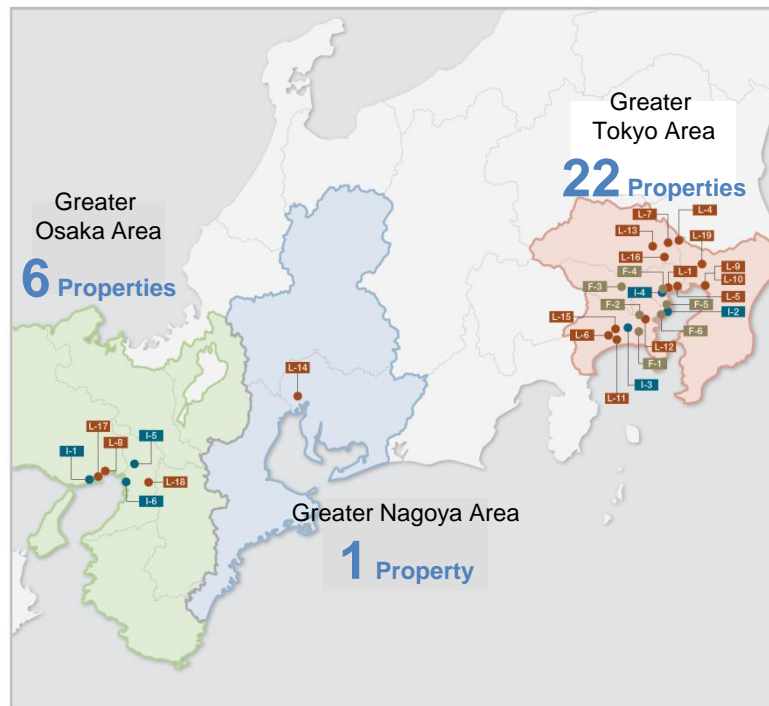 Greater
Tokyo Area
22 Properties
L-7
L-4
L-13
L-19
L-16
F-4
L-1
L-9
L-10
F-3
I-4
L-5
F-2
F-5
I-2
L-15
L-6
L-12
F-6
F-1
I-3
L-11
Greater
Osaka Area
6 Properties
L-14
L-17
L-8
I-5
I-1
L-18
I-6
Greater Nagoya Area
1 Property